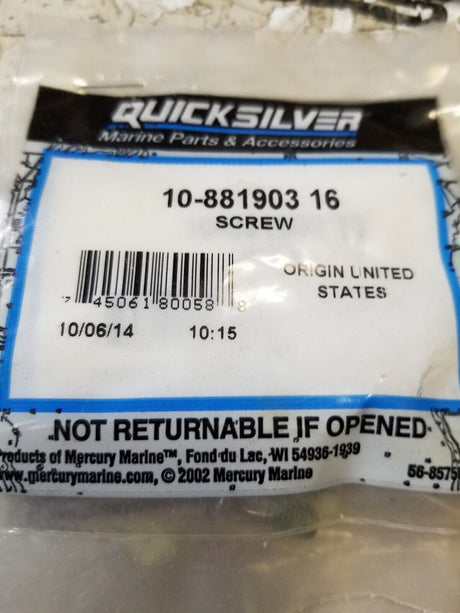 QUICKSILVER
Marine Parts & Accessories
10-881903 16
SCREW
ORIGIN UNITED
STATES
7 45061 80058 8
10/06/14 10:15
NOT RETURNABLE IF OPENED
Products of Mercury Marine™, Fond du Lac, WI 54936-1939
www.mercurymarine.com, © 2002 Mercury Marine